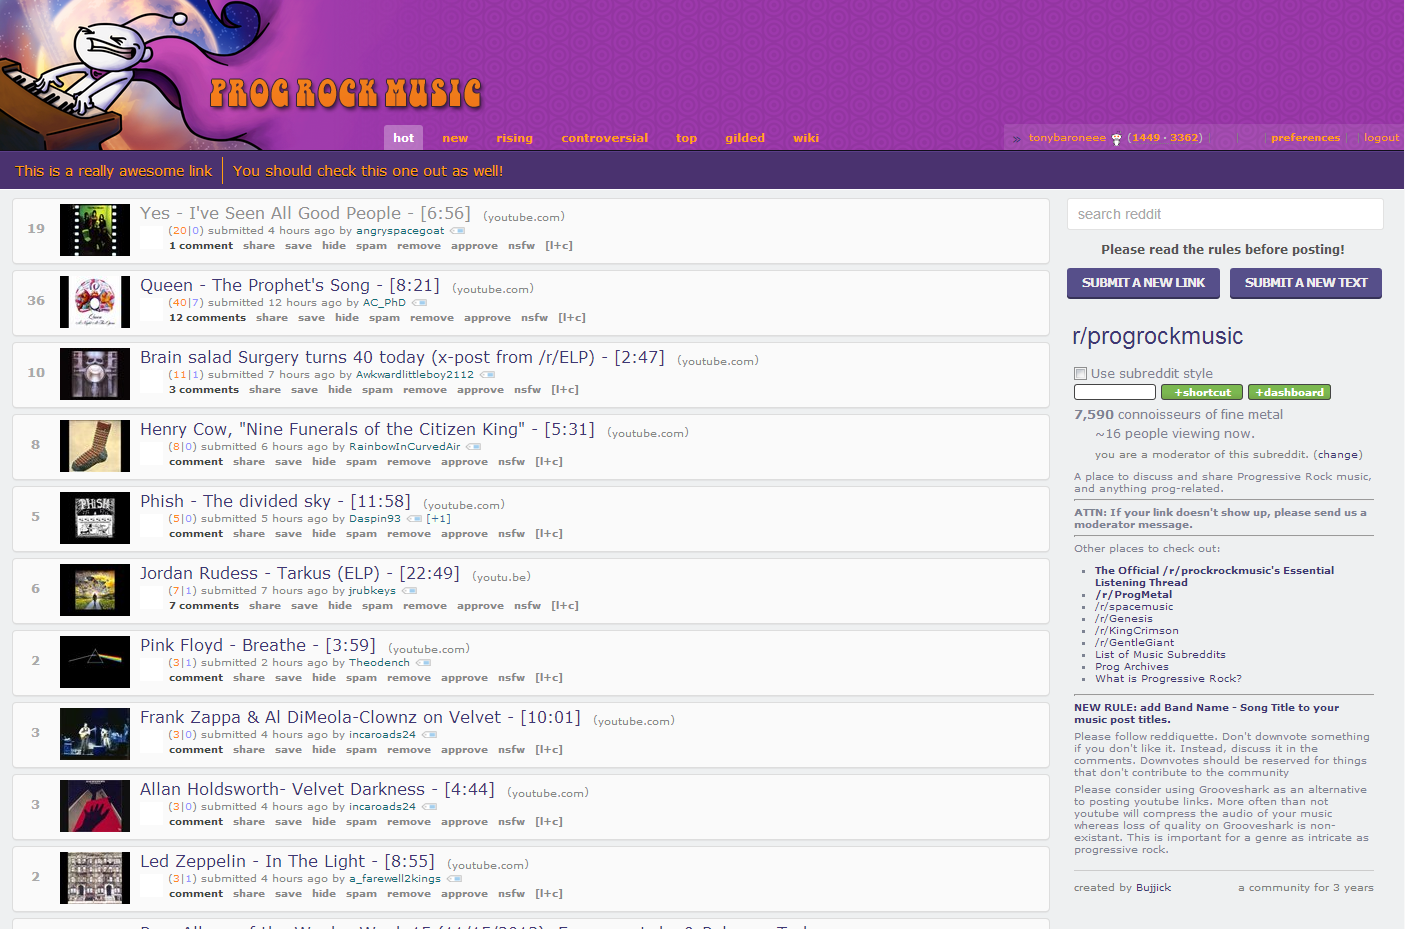 PROG ROCK MUSIC
hot new rising controversial top gilded wiki
» tonybaroneee (1449 · 3362) | | preferences | | logout
This is a really awesome link | You should check this one out as well!
19
Yes - I've Seen All Good People - [6:56] (youtube.com)
(20|0) submitted 4 hours ago by angryspacegoat
1 comment share save hide spam remove approve nsfw [l+c]
36
Queen - The Prophet's Song - [8:21] (youtube.com)
(40|7) submitted 12 hours ago by AC_PhD
12 comments share save hide spam remove approve nsfw [l+c]
10
Brain salad Surgery turns 40 today (x-post from /r/ELP) - [2:47] (youtube.com)
(11|1) submitted 7 hours ago by Awkwardlittleboy2112
3 comments share save hide spam remove approve nsfw [l+c]
8
Henry Cow, "Nine Funerals of the Citizen King" - [5:31] (youtube.com)
(8|0) submitted 6 hours ago by RainbowInCurvedAir
comment share save hide spam remove approve nsfw [l+c]
5
PHISH
Phish - The divided sky - [11:58] (youtube.com)
(5|0) submitted 5 hours ago by Daspin93 [+1]
comment share save hide spam remove approve nsfw [l+c]
6
Jordan Rudess - Tarkus (ELP) - [22:49] (youtu.be)
(7|1) submitted 7 hours ago by jrubkeys
7 comments share save hide spam remove approve nsfw [l+c]
2
Pink Floyd - Breathe - [3:59] (youtube.com)
(3|1) submitted 2 hours ago by Theodench
comment share save hide spam remove approve nsfw [l+c]
3
Frank Zappa & Al DiMeola-Clownz on Velvet - [10:01] (youtube.com)
(3|0) submitted 4 hours ago by incaroads24
comment share save hide spam remove approve nsfw [l+c]
3
Allan Holdsworth- Velvet Darkness - [4:44] (youtube.com)
(3|0) submitted 4 hours ago by incaroads24
comment share save hide spam remove approve nsfw [l+c]
2
Led Zeppelin - In The Light - [8:55] (youtube.com)
(3|1) submitted 4 hours ago by a_farewell2kings
comment share save hide spam remove approve nsfw [l+c]
search reddit
Please read the rules before posting!
SUBMIT A NEW LINK SUBMIT A NEW TEXT
r/progrockmusic
Use subreddit style
+shortcut +dashboard
7,590 connoisseurs of fine metal
~16 people viewing now.
you are a moderator of this subreddit. (change)
A place to discuss and share Progressive Rock music,
and anything prog-related.
ATTN: If your link doesn't show up, please send us a
moderator message.
Other places to check out:
The Official /r/prockrockmusic's Essential
Listening Thread
/r/ProgMetal
/r/spacemusic
/r/Genesis
/r/KingCrimson
/r/GentleGiant
List of Music Subreddits
Prog Archives
What is Progressive Rock?
NEW RULE: add Band Name - Song Title to your
music post titles.
Please follow reddiquette. Don't downvote something
if you don't like it. Instead, discuss it in the
comments. Downvotes should be reserved for things
that don't contribute to the community
Please consider using Grooveshark as an alternative
to posting youtube links. More often than not
youtube will compress the audio of your music
whereas loss of quality on Grooveshark is non-
existant. This is important for a genre as intricate as
progressive rock.
created by Bujjick a community for 3 years